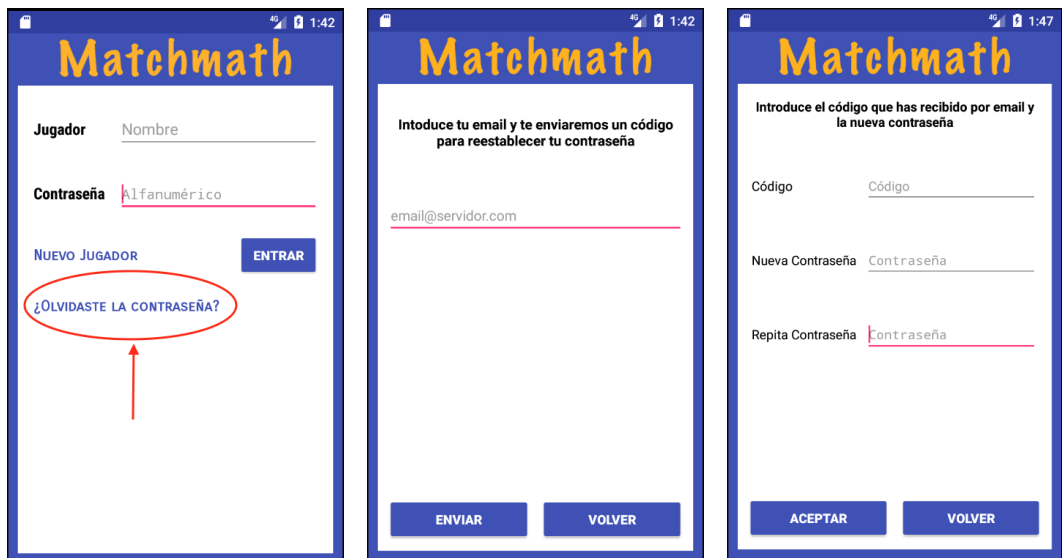 4G 1:42
Matchmath
Jugador Nombre
Contraseña Alfanumérico
NUEVO JUGADOR ENTRAR
¿OLVIDASTE LA CONTRASEÑA?
4G 1:42
Matchmath
Intoduce tu email y te enviaremos un código
para reestablecer tu contraseña
email@servidor.com
ENVIAR VOLVER
4G 1:47
Matchmath
Introduce el código que has recibido por email y
la nueva contraseña
Código Código
Nueva Contraseña Contraseña
Repita Contraseña Contraseña
ACEPTAR VOLVER